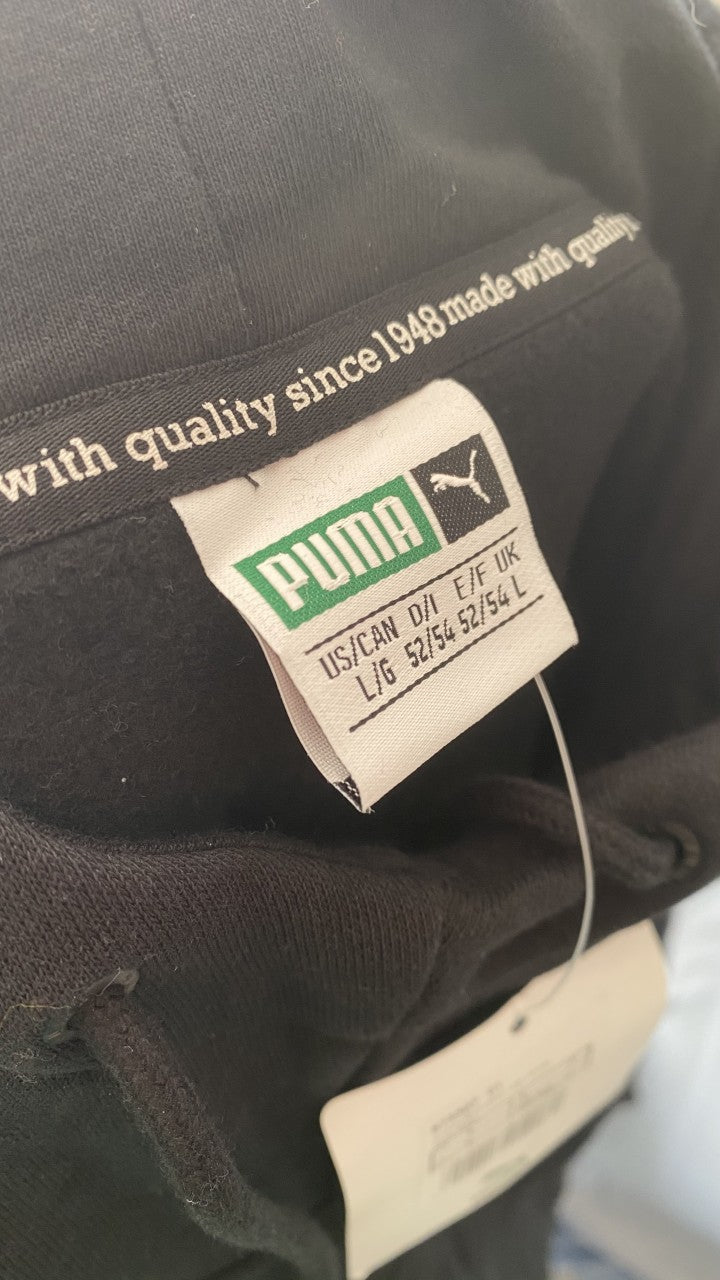 with quality since 1948 made with quality
PUMA
US/CAN D/I E/F UK
L/G 52/54 52/54 L